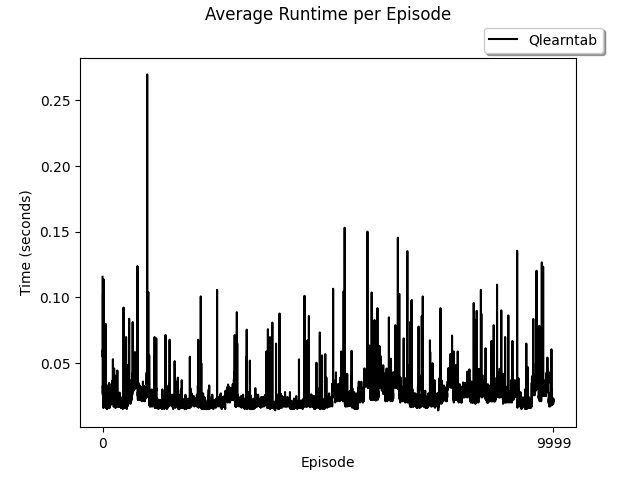 Average Runtime per Episode
Qlearntab
0.25
0.20
0.15
0.10
0.05
Time (seconds)
0 9999
Episode